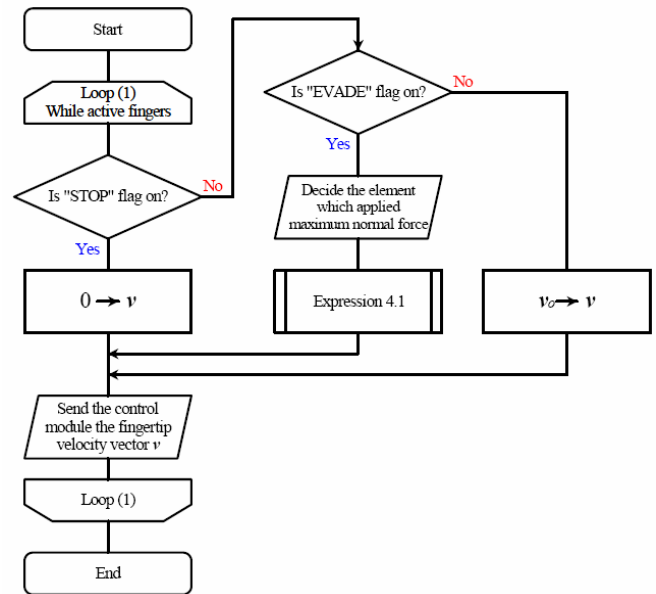 Start
Loop (1)
While active fingers
Is "STOP" flag on?
No
Yes
0 → v
Is "EVADE" flag on?
No
Yes
Decide the element
which applied
maximum normal force
Expression 4.1
vₒ → v
Send the control
module the fingertip
velocity vector v
Loop (1)
End